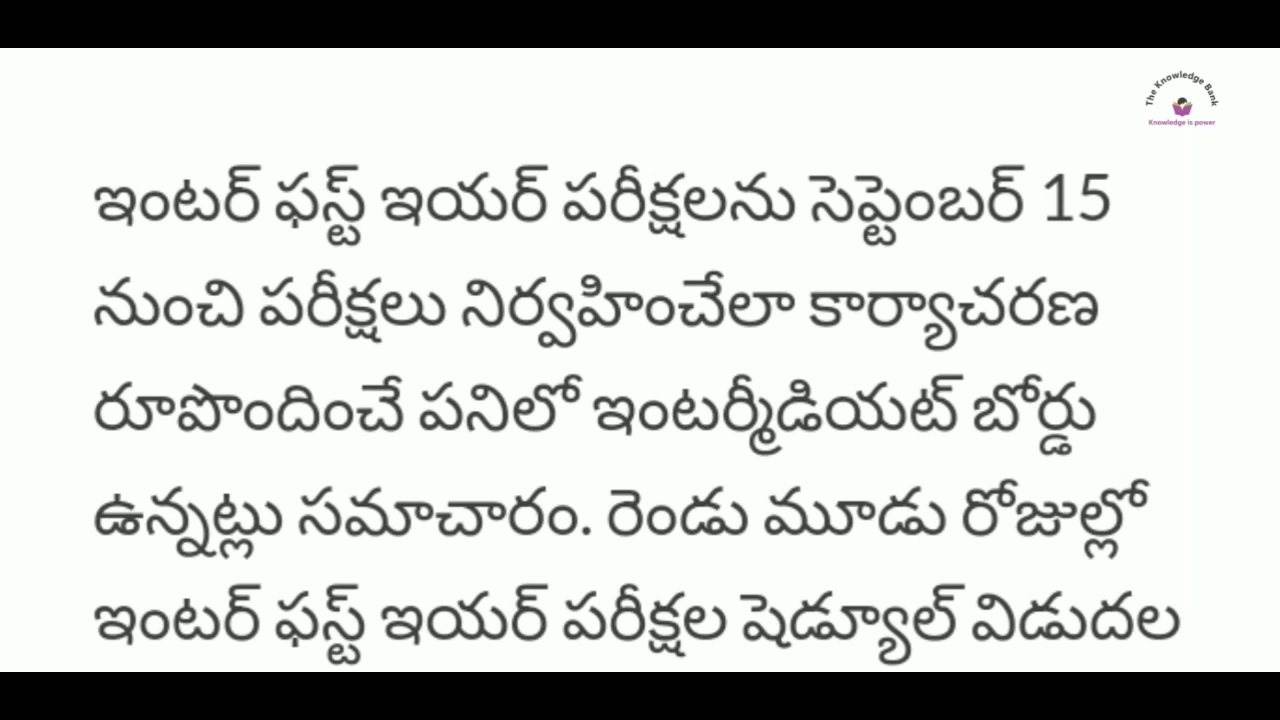 The Knowledge Bank
Knowledge is power
ఇంటర్ ఫస్ట్ ఇయర్ పరీక్షలను సెప్టెంబర్ 15
నుంచి పరీక్షలు నిర్వహించేలా కార్యాచరణ
రూపొందించే పనిలో ఇంటర్మీడియట్ బోర్డు
ఉన్నట్లు సమాచారం. రెండు మూడు రోజుల్లో
ఇంటర్ ఫస్ట్ ఇయర్ పరీక్షల షెడ్యూల్ విడుదల